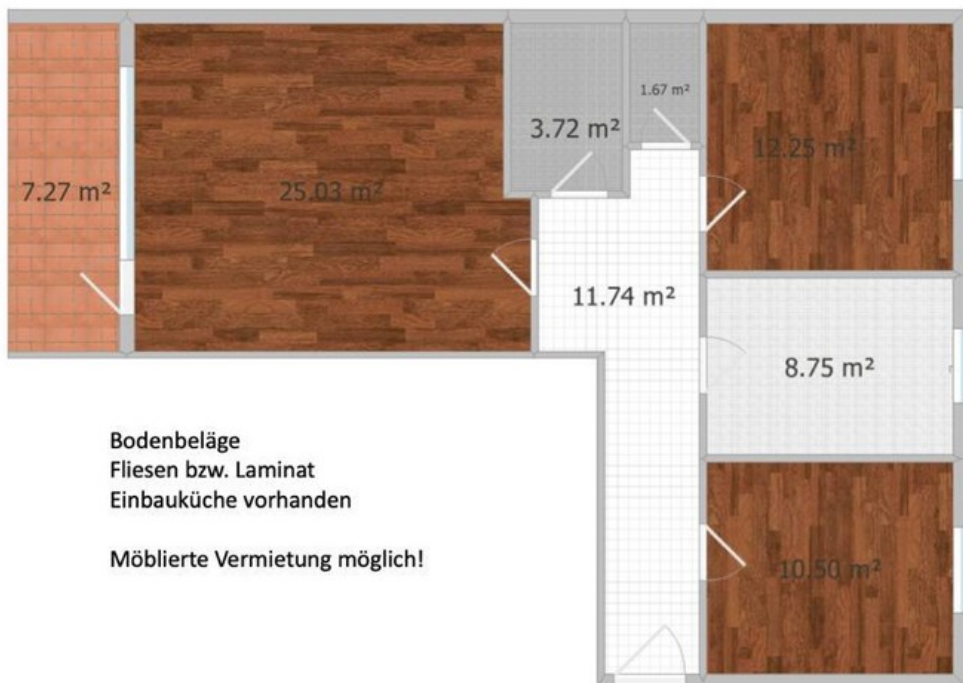 7.27 m²
25.03 m²
3.72 m²
1.67 m²
12.25 m²
11.74 m²
8.75 m²
10.50 m²
Bodenbeläge
Fliesen bzw. Laminat
Einbauküche vorhanden
Möblierte Vermietung möglich!